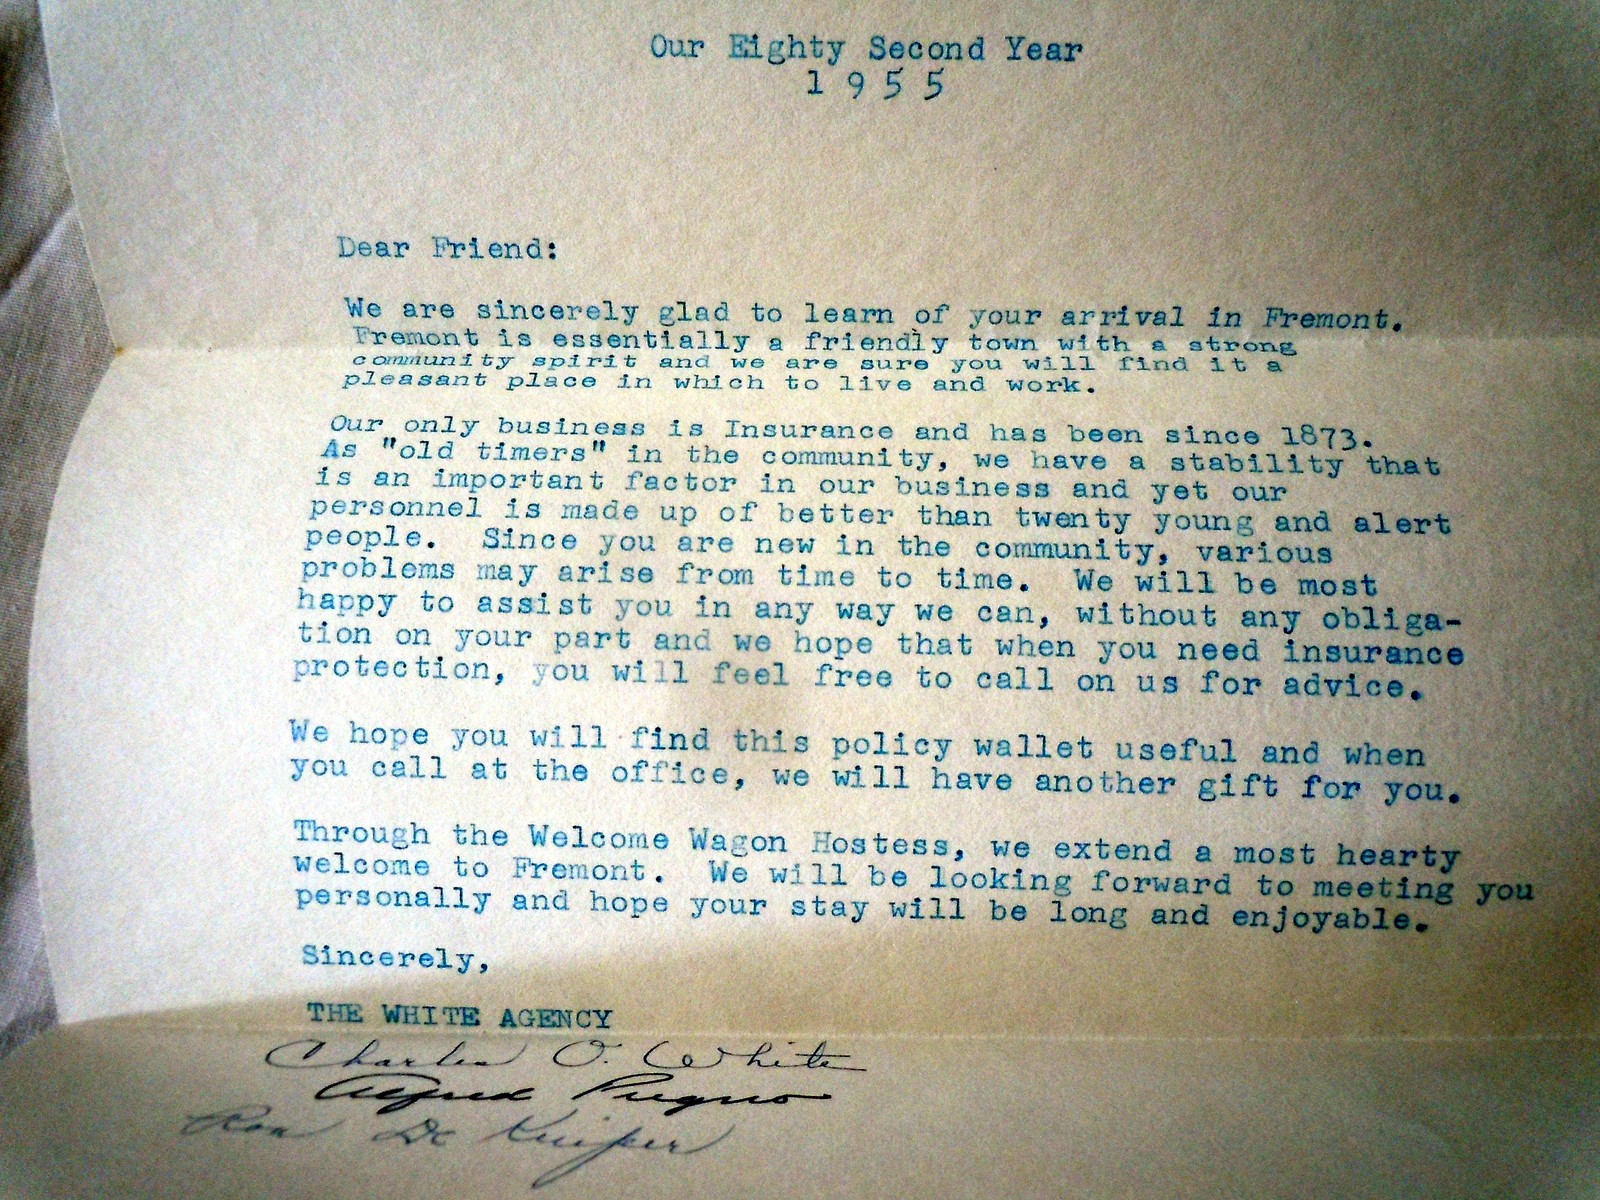 Our Eighty Second Year
1955
Dear Friend:
We are sincerely glad to learn of your arrival in Fremont.
Fremont is essentially a friendly town with a strong
community spirit and we are sure you will find it a
pleasant place in which to live and work.
Our only business is Insurance and has been since 1873.
As "old timers" in the community, we have a stability that
is an important factor in our business and yet our
personnel is made up of better than twenty young and alert
people. Since you are new in the community, various
problems may arise from time to time. We will be most
happy to assist you in any way we can, without any obliga-
tion on your part and we hope that when you need insurance
protection, you will feel free to call on us for advice.
We hope you will find this policy wallet useful and when
you call at the office, we will have another gift for you.
Through the Welcome Wagon Hostess, we extend a most hearty
welcome to Fremont. We will be looking forward to meeting you
personally and hope your stay will be long and enjoyable.
Sincerely,
THE WHITE AGENCY
Charles O. White
Alfred
Ron De Kuiper